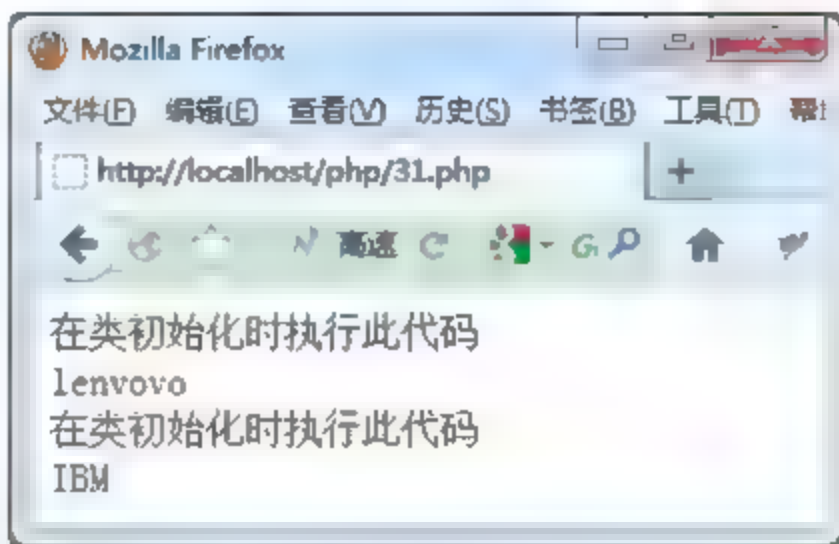 Mozilla Firefox
文件(F) 编辑(E) 查看(V) 历史(S) 书签(B) 工具(T)
http://localhost/php/31.php +
高速
在类初始化时执行此代码
lenvovo
在类初始化时执行此代码
IBM